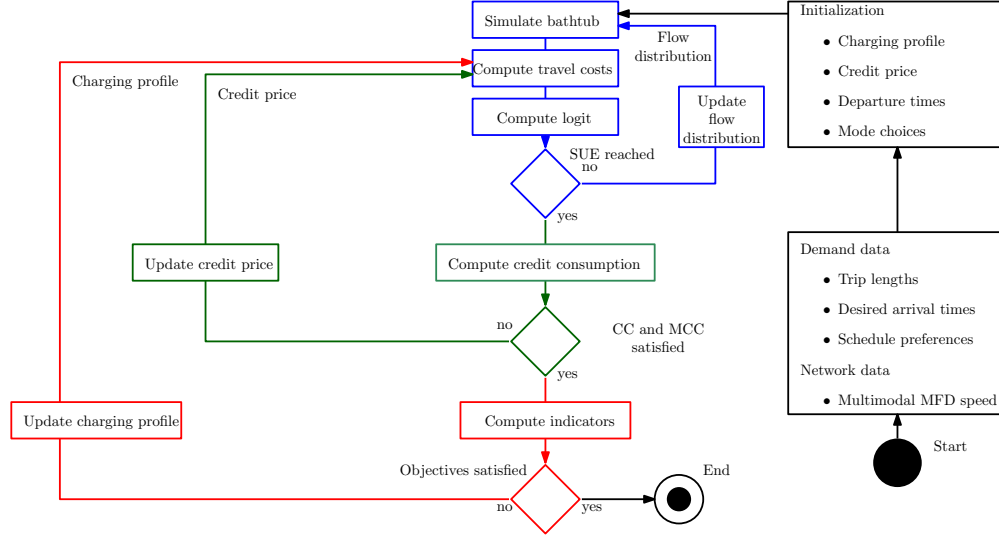 Simulate bathtub
Initialization
Flow
distribution
Charging profile
Compute travel costs
Charging profile
Credit price
Credit price
Update
flow
distribution
Departure times
Compute logit
Mode choices
SUE reached
no
yes
Update credit price
Compute credit consumption
Demand data
Trip lengths
Desired arrival times
no
CC and MCC
satisfied
Schedule preferences
yes
Network data
Multimodal MFD speed
Update charging profile
Compute indicators
Start
Objectives satisfied
End
no
yes